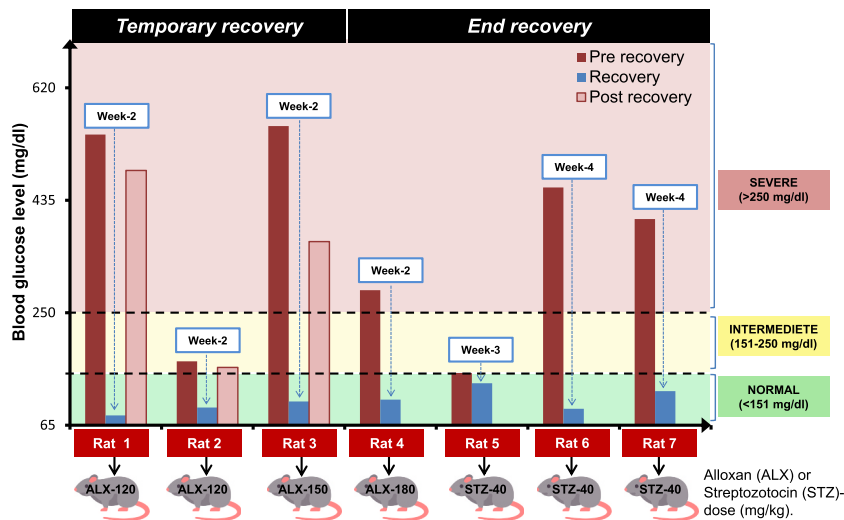 Temporary recovery
End recovery
Pre recovery
Recovery
Post recovery
Blood glucose level (mg/dl)
620
435
250
65
Week-2
Week-2
Week-2
Week-2
Week-3
Week-4
Week-4
SEVERE
(>250 mg/dl)
INTERMEDIETE
(151-250 mg/dl)
NORMAL
(<151 mg/dl)
Rat 1
Rat 2
Rat 3
Rat 4
Rat 5
Rat 6
Rat 7
ALX-120
ALX-120
ALX-150
ALX-180
STZ-40
STZ-40
STZ-40
Alloxan (ALX) or
Streptozotocin (STZ)-
dose (mg/kg).